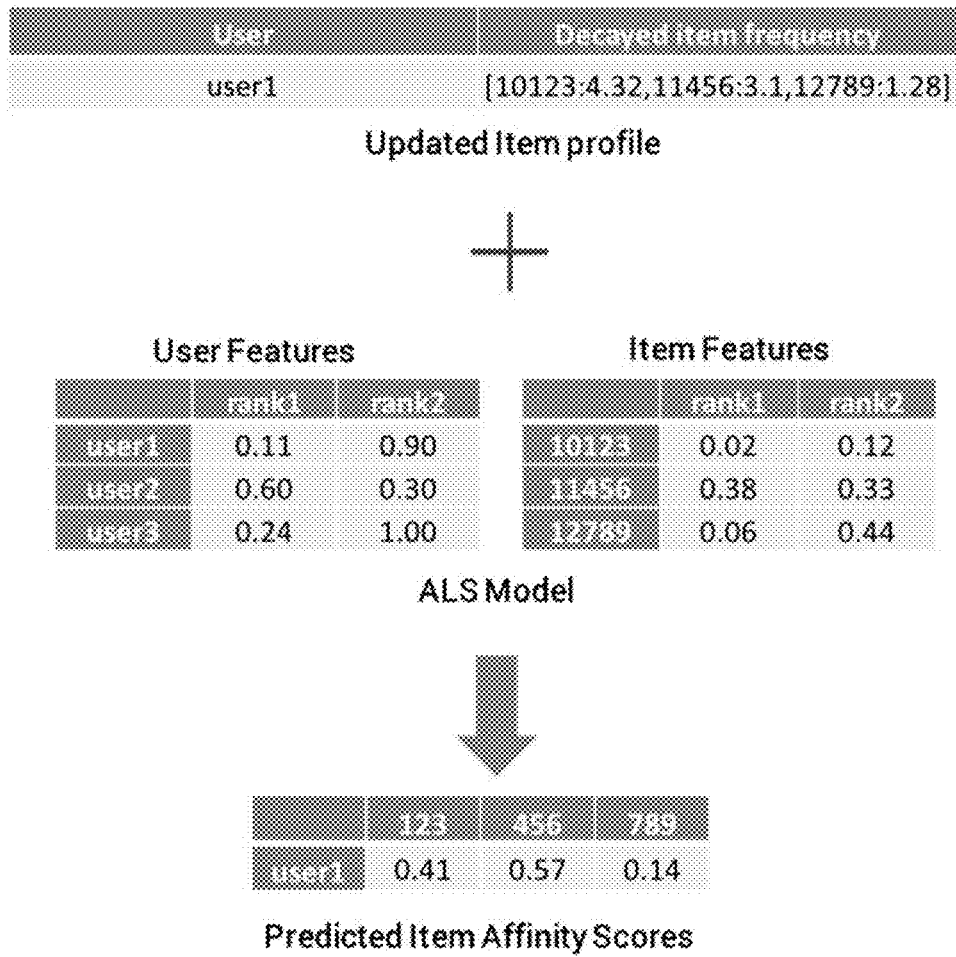 User Decayed item frequency
user1 [10123:4.32,11456:3.1,12789:1.28]
Updated Item profile
User Features
rank1 rank2
user1 0.11 0.90
user2 0.60 0.30
user3 0.24 1.00
Item Features
rank1 rank2
10123 0.02 0.12
11456 0.38 0.33
12789 0.06 0.44
ALS Model
123 456 789
user1 0.41 0.57 0.14
Predicted Item Affinity Scores